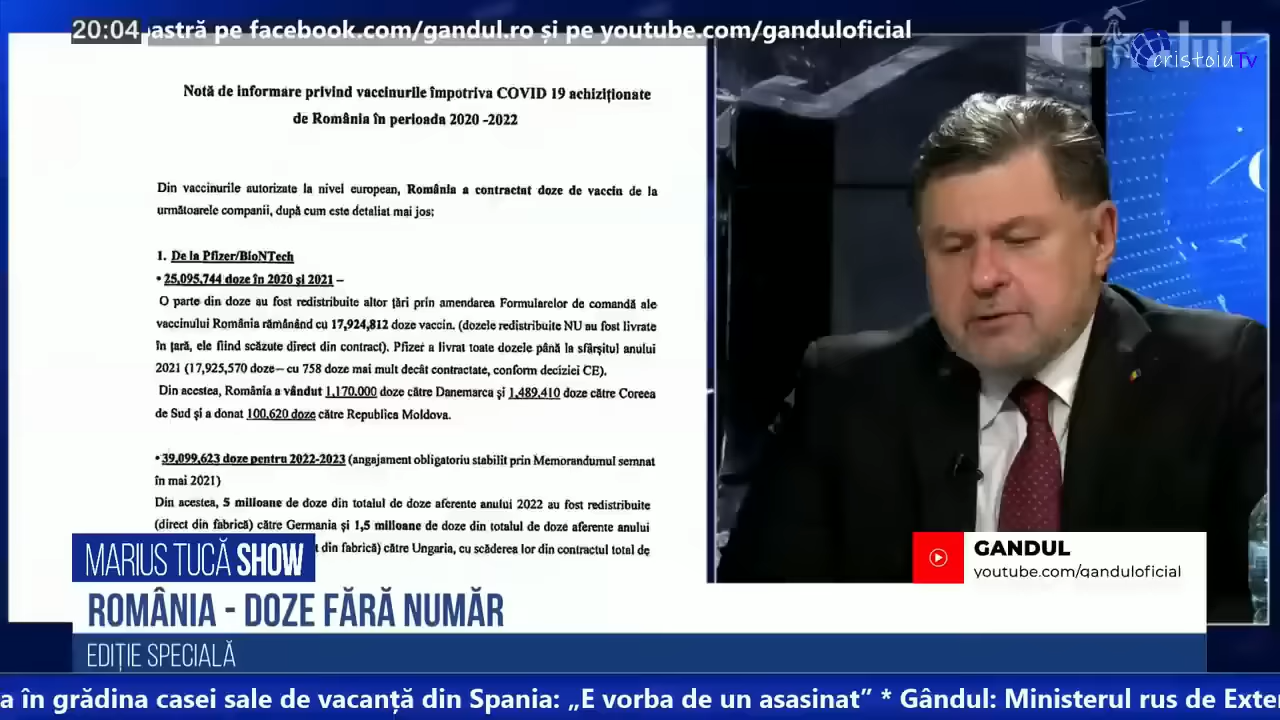 20:04
pastră pe facebook.com/gandul.ro și pe youtube.com/ganduloficial
Gândul
cristoiuTv
Notă de informare privind vaccinurile împotriva COVID 19 achiziționate
de România în perioada 2020 -2022
Din vaccinurile autorizate la nivel european, România a contractat doze de vaccin de la
următoarele companii, după cum este detaliat mai jos:
1. De la Pfizer/BioNTech
• 25,095,744 doze în 2020 și 2021 –
O parte din doze au fost redistribuite altor țări prin amendarea Formularelor de comandă ale
vaccinului România rămânând cu 17,924,812 doze vaccin. (dozele redistribuite NU au fost livrate
în țară, ele fiind scăzute direct din contract). Pfizer a livrat toate dozele până la sfârșitul anului
2021 (17,925,570 doze– cu 758 doze mai mult decât contractate, conform deciziei CE).
Din acestea, România a vândut 1,170,000 doze către Danemarca și 1,489,410 doze către Coreea
de Sud și a donat 100,620 doze către Republica Moldova.
• 39,099,623 doze pentru 2022-2023 (angajament obligatoriu stabilit prin Memorandumul semnat
în mai 2021)
Din acestea, 5 milioane de doze din totalul de doze aferente anului 2022 au fost redistribuite
(direct din fabrică) către Germania și 1,5 milioane de doze din totalul de doze aferente anului
t din fabrică) către Ungaria, cu scăderea lor din contractul total de
MARIUS TUCĂ SHOW
GANDUL
youtube.com/ganduloficial
ROMÂNIA - DOZE FĂRĂ NUMĂR
EDIȚIE SPECIALĂ
a în grădina casei sale de vacanță din Spania: „E vorba de un asasinat” * Gândul: Ministerul rus de Exte